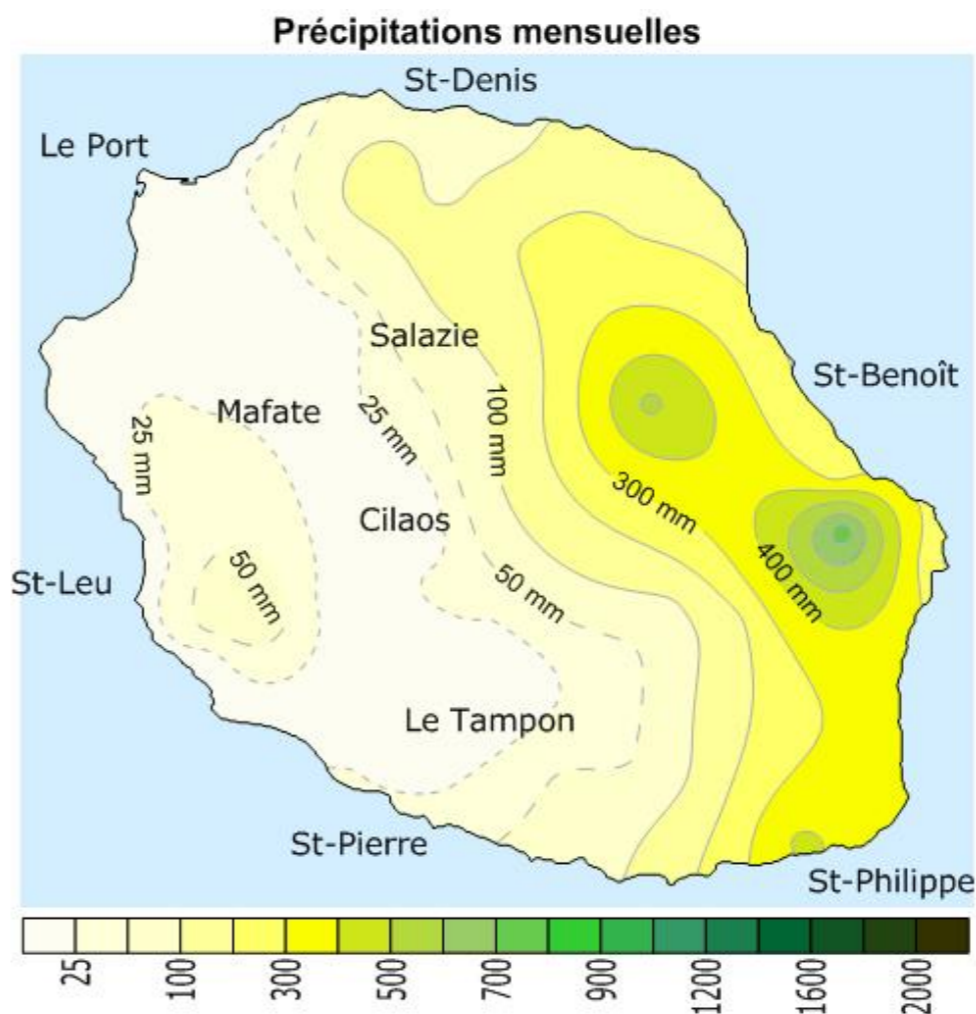 Précipitations mensuelles
St-Denis
Le Port
Salazie
St-Benoît
Mafate
25 mm
25 mm
100 mm
300 mm
Cilaos
400 mm
St-Leu
50 mm
50 mm
Le Tampon
St-Pierre
St-Philippe
25
100
300
500
700
900
1200
1600
2000